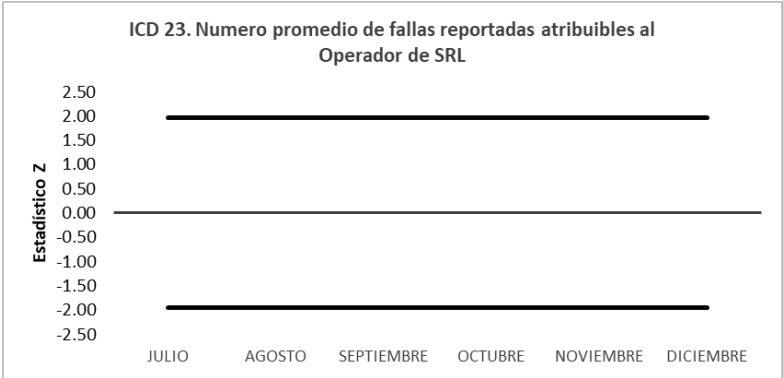 ICD 23. Numero promedio de fallas reportadas atribuibles al
Operador de SRL
Estadístico Z
2.50
2.00
1.50
1.00
0.50
0.00
-0.50
-1.00
-1.50
-2.00
-2.50
JULIO AGOSTO SEPTIEMBRE OCTUBRE NOVIEMBRE DICIEMBRE